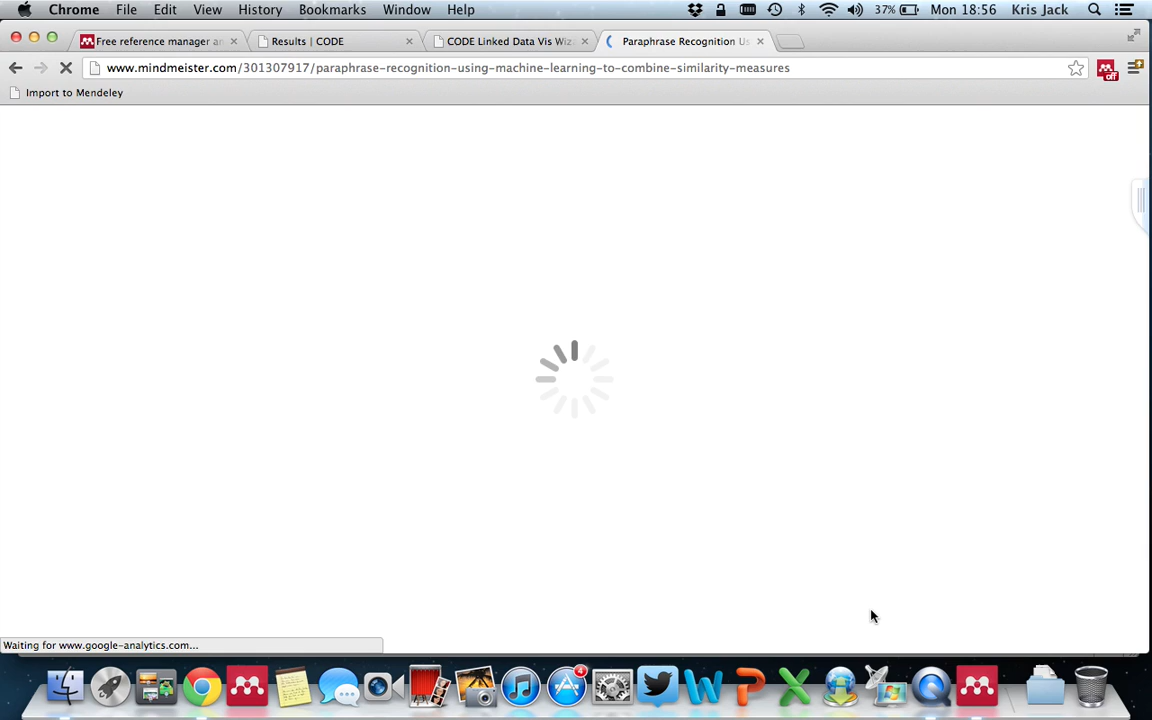 Chrome File Edit View History Bookmarks Window Help 37% Mon 18:56 Kris Jack
Free reference manager an Results | CODE CODE Linked Data Vis Wiz Paraphrase Recognition Us
www.mindmeister.com/301307917/paraphrase-recognition-using-machine-learning-to-combine-similarity-measures
off
Import to Mendeley
Waiting for www.google-analytics.com...
4